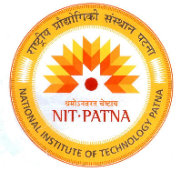 राष्ट्रीय प्रौद्योगिकी संस्थान पटना
NIT-PATNA
NATIONAL INSTITUTE OF TECHNOLOGY PATNA